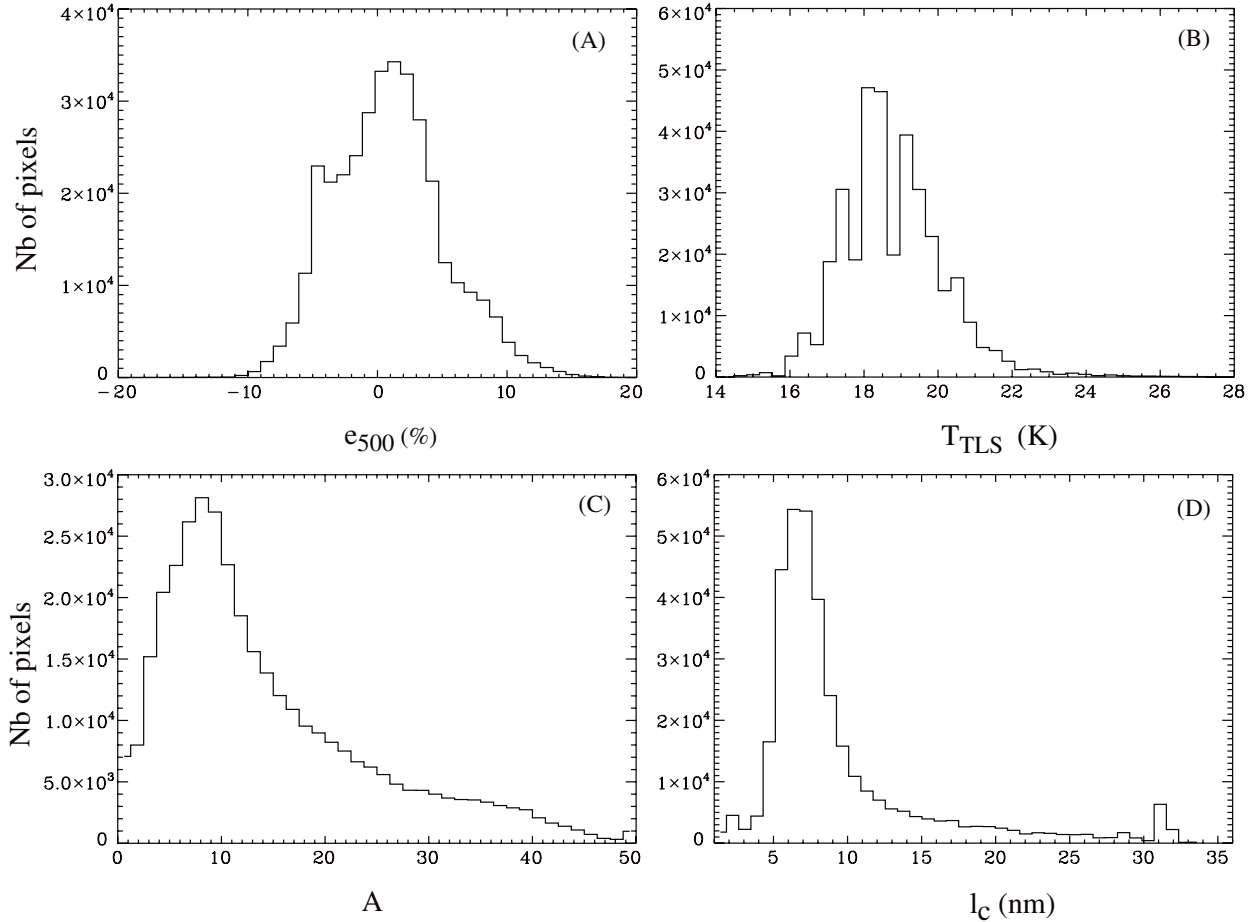 (A)
4×10⁴
3×10⁴
2×10⁴
1×10⁴
0
Nb of pixels
−20 −10 0 10 20
e₅₀₀ (%)
(B)
6×10⁴
5×10⁴
4×10⁴
3×10⁴
2×10⁴
1×10⁴
0
14 16 18 20 22 24 26 28
T_TLS (K)
(C)
3.0×10⁴
2.5×10⁴
2.0×10⁴
1.5×10⁴
1.0×10⁴
5.0×10³
0
Nb of pixels
0 10 20 30 40 50
A
(D)
6×10⁴
5×10⁴
4×10⁴
3×10⁴
2×10⁴
1×10⁴
0
5 10 15 20 25 30 35
l_c (nm)